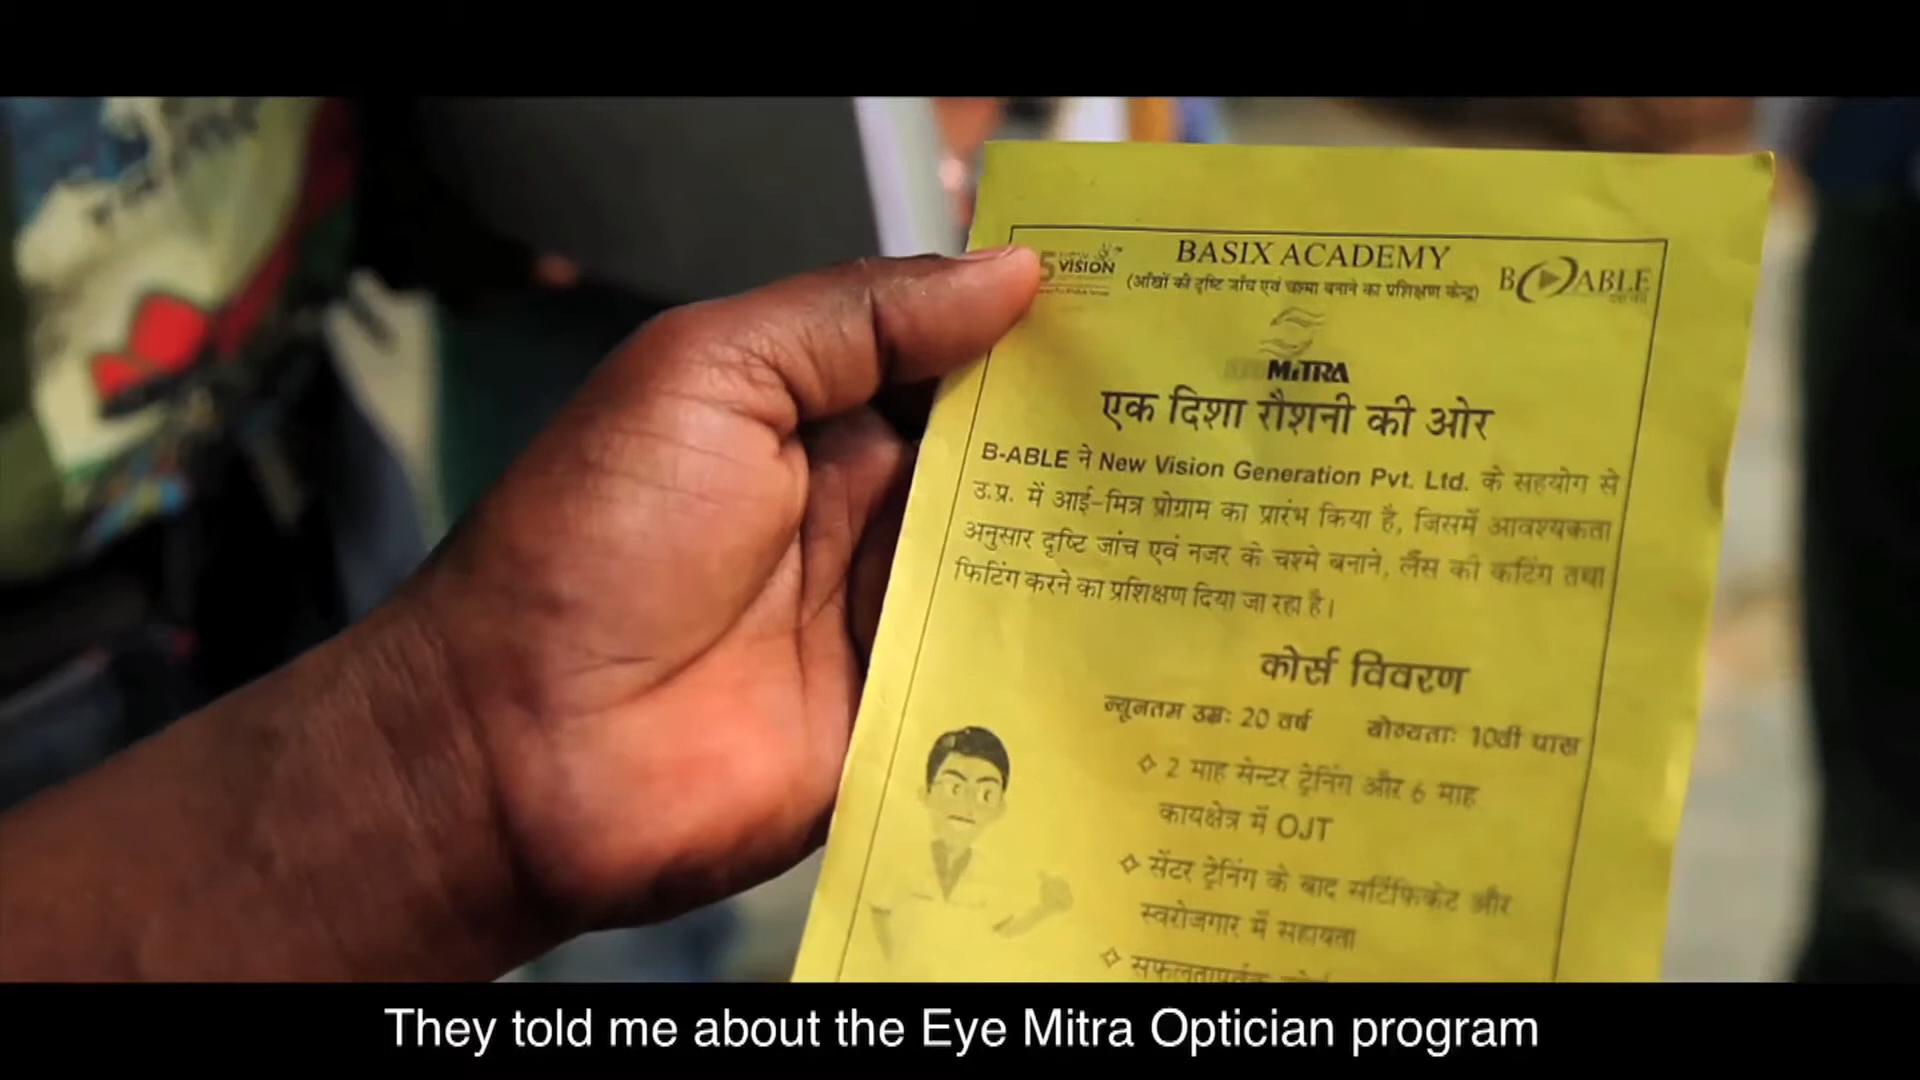 VISION
BASIX ACADEMY
(आँखों की दृष्टि जाँच एवं चश्मा बनाने का प्रशिक्षण केन्द्र)
B ABLE
MiTRA
एक दिशा रौशनी की ओर
B-ABLE ने New Vision Generation Pvt. Ltd. के सहयोग से
उ.प्र. में आई-मित्र प्रोग्राम का प्रारंभ किया है, जिसमें आवश्यकता
अनुसार दृष्टि जांच एवं नजर के चश्मे बनाने, लैंस की कटिंग तथा
फिटिंग करने का प्रशिक्षण दिया जा रहा है।
कोर्स विवरण
न्यूनतम उम्रः 20 वर्ष योग्यताः 10वी पास
2 माह सेन्टर ट्रेनिंग और 6 माह
कायक्षेत्र में OJT
सेंटर ट्रेनिंग के बाद सर्टिफिकेट और
स्वरोजगार में सहायता
They told me about the Eye Mitra Optician program